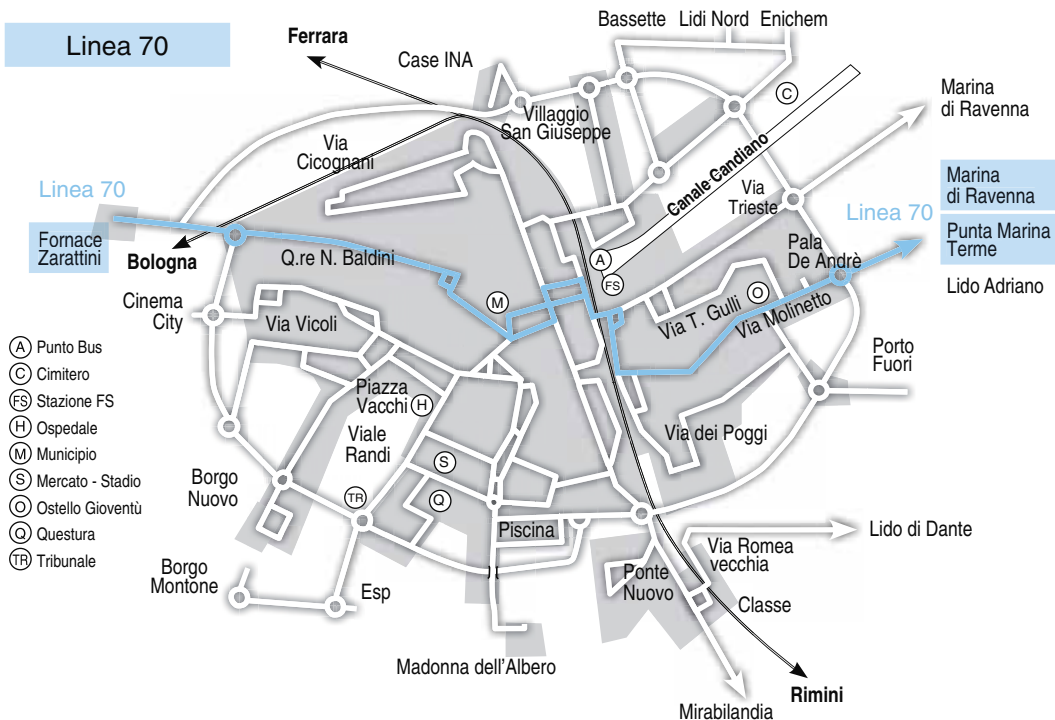 Linea 70
Ferrara
Case INA
Bassette
Lidi Nord
Enichem
C
Marina
di Ravenna
Villaggio
San Giuseppe
Via
Cicognani
Canale Candiano
Via
Trieste
Linea 70
Linea 70
Marina
di Ravenna
Fornace
Zarattini
Bologna
Q.re N. Baldini
A
FS
M
Pala
De Andrè
Punta Marina
Terme
Lido Adriano
Cinema
City
Via Vicoli
Via T. Gulli
O
Via Molinetto
Porto
Fuori
A Punto Bus
C Cimitero
FS Stazione FS
H Ospedale
M Municipio
S Mercato - Stadio
O Ostello Gioventù
Q Questura
TR Tribunale
Piazza
Vacchi
H
Viale
Randi
Via dei Poggi
S
Q
TR
Borgo
Nuovo
Piscina
Lido di Dante
Via Romea
vecchia
Borgo
Montone
Esp
Ponte
Nuovo
Classe
Madonna dell'Albero
Rimini
Mirabilandia